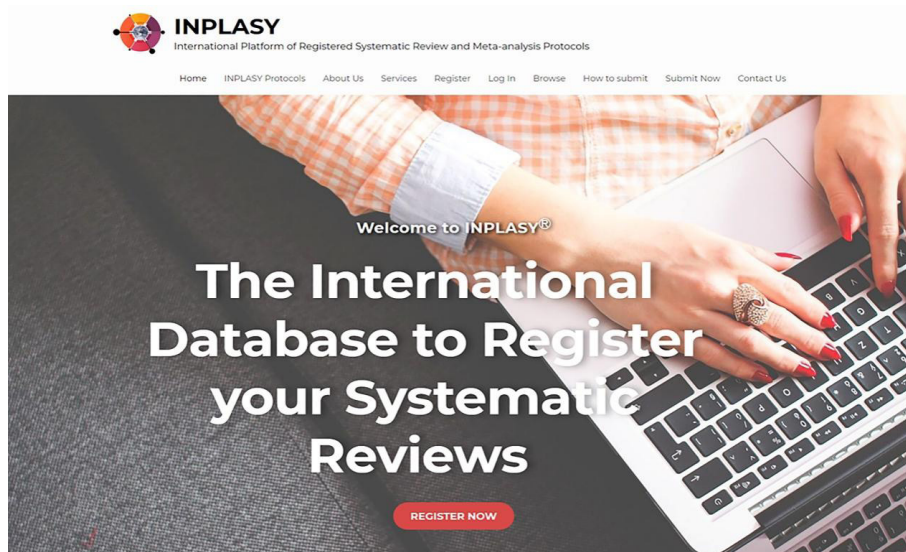 INPLASY
International Platform of Registered Systematic Review and Meta-analysis Protocols
Home INPLASY Protocols About Us Services Register Log In Browse How to submit Submit Now Contact Us
Welcome to INPLASY®
The International
Database to Register
your Systematic
Reviews
REGISTER NOW